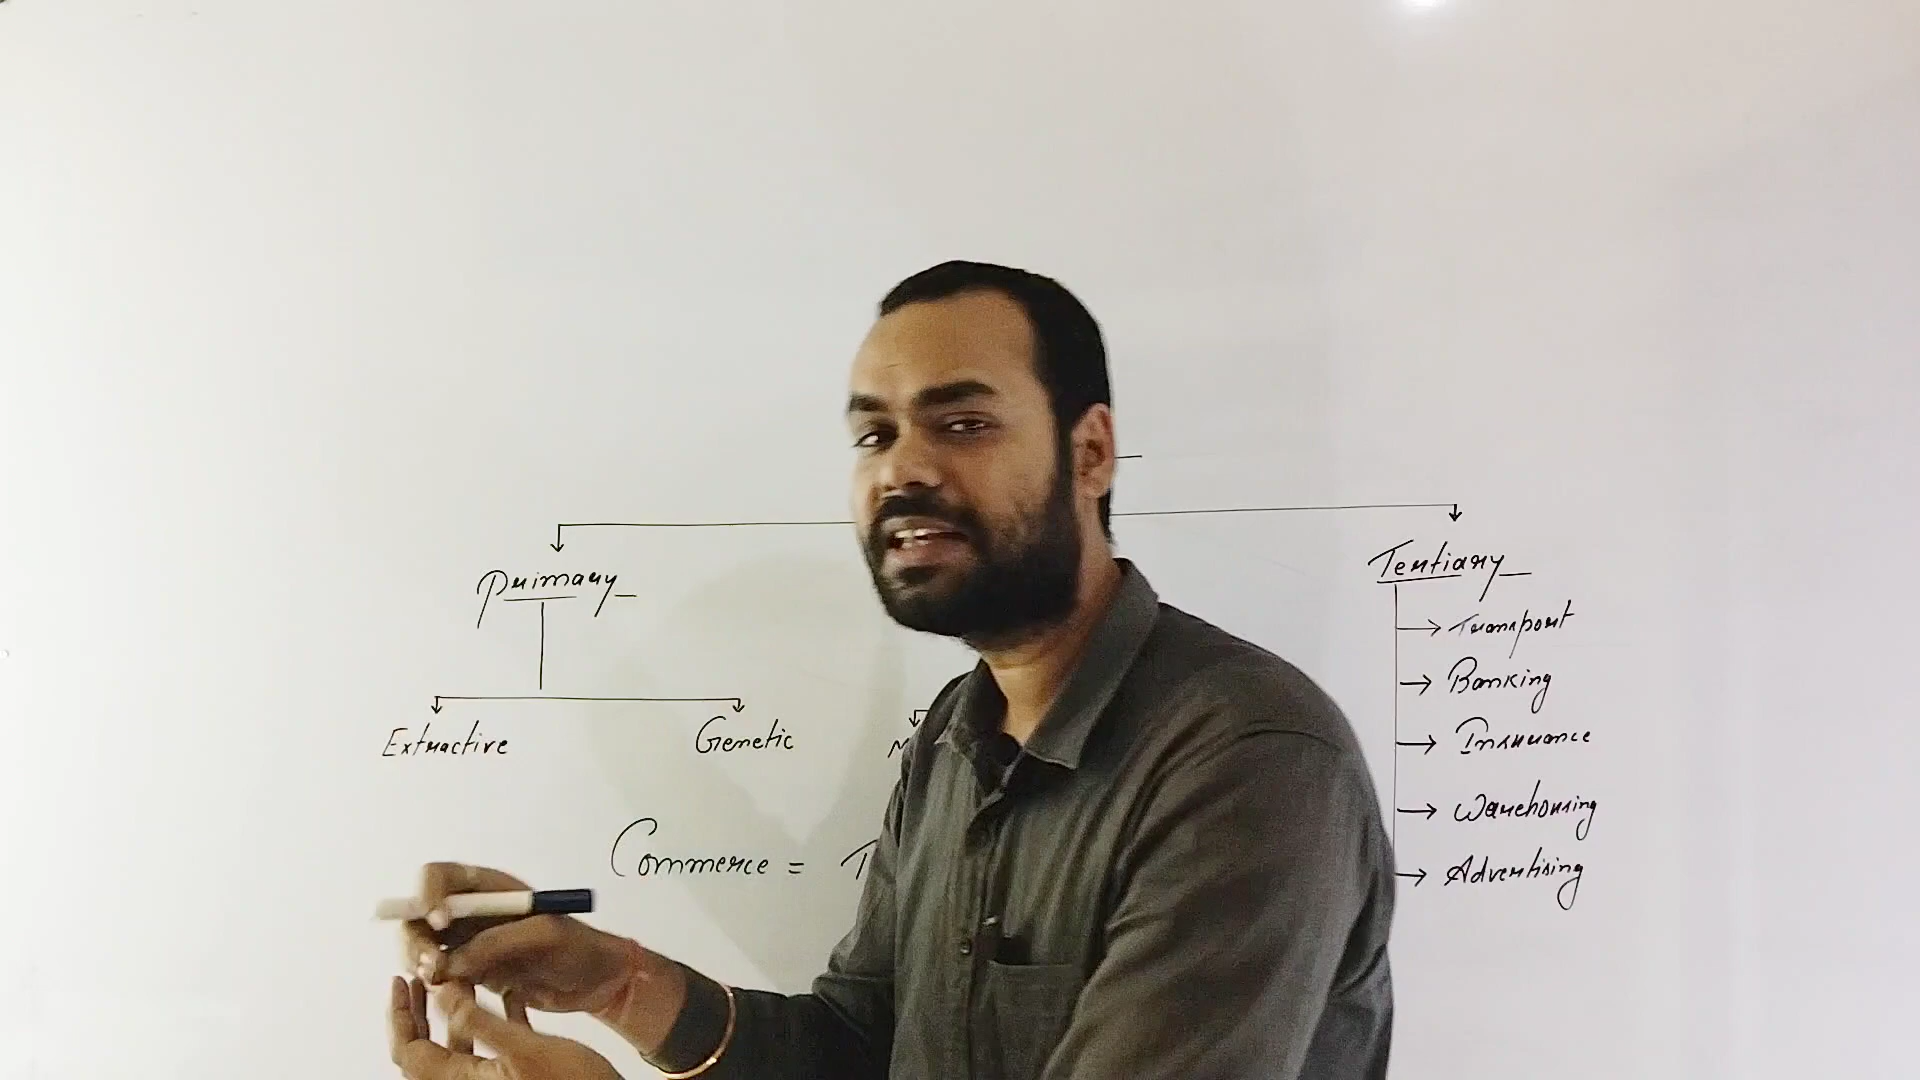 Primary
Tertiary
Transport
Banking
Extractive
Genetic
Insurance
Warehousing
Commerce =
Advertising